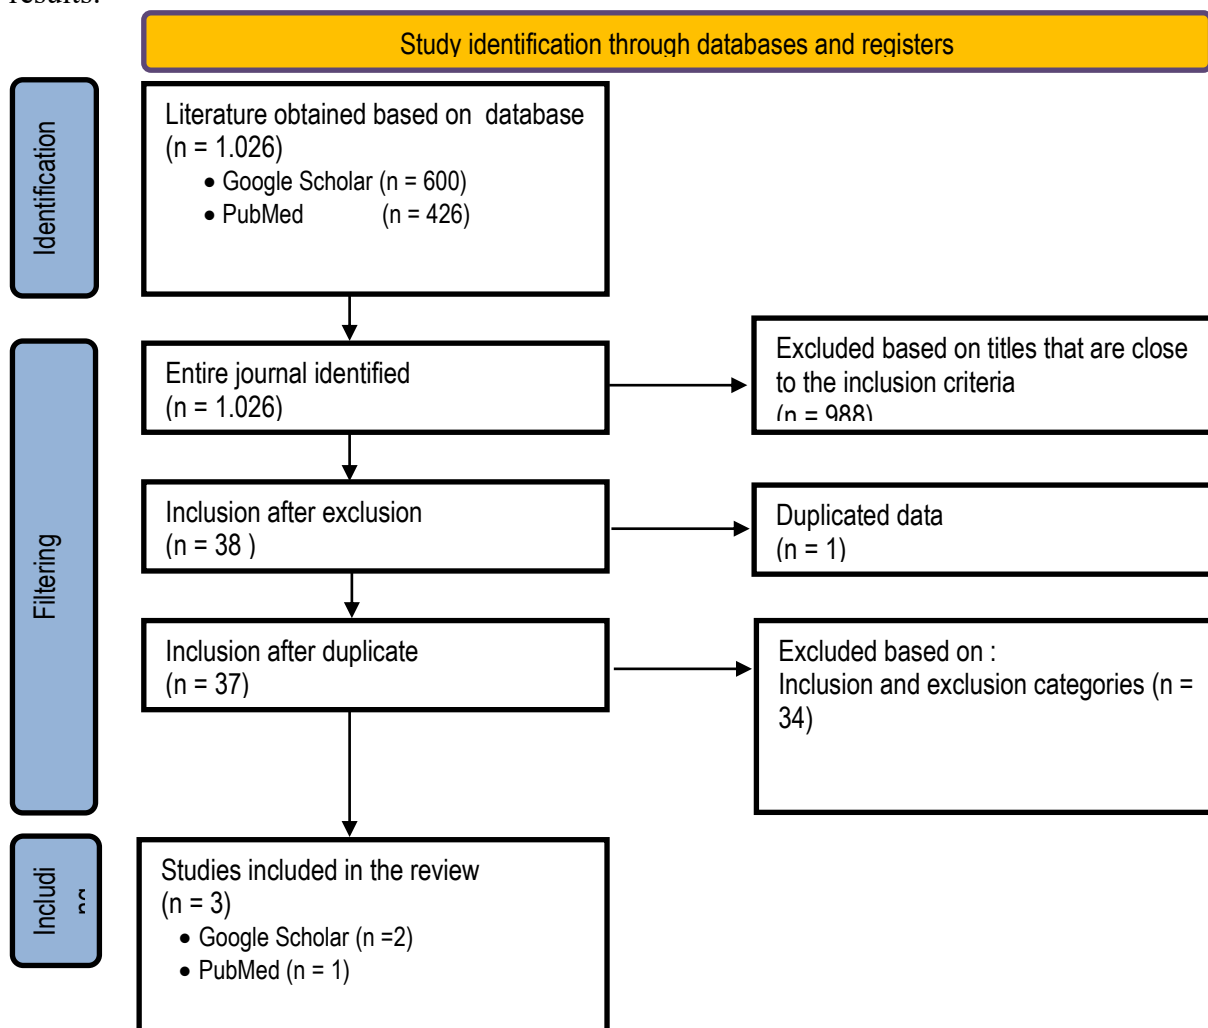 results.
Study identification through databases and registers
Identification
Literature obtained based on database
(n = 1.026)
• Google Scholar (n = 600)
• PubMed (n = 426)
Filtering
Entire journal identified
(n = 1.026)
Excluded based on titles that are close
to the inclusion criteria
(n = 988)
Inclusion after exclusion
(n = 38 )
Duplicated data
(n = 1)
Inclusion after duplicate
(n = 37)
Excluded based on :
Inclusion and exclusion categories (n =
34)
Includi
ng
Studies included in the review
(n = 3)
• Google Scholar (n =2)
• PubMed (n = 1)